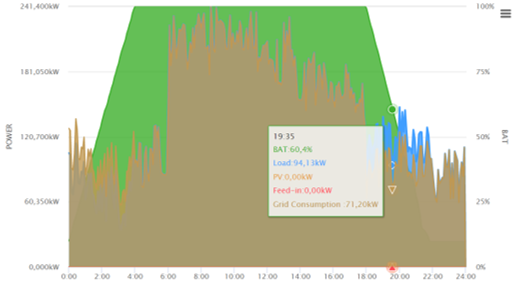 241,400kW
100%
181,050kW
75%
POWER
120,700kW
50%
BAT
60,350kW
25%
0,000kW
0%
19:35
BAT:60,4%
Load:94,13kW
PV:0,00kW
Feed-in:0,00kW
Grid Consumption :71,20kW
0:00 2:00 4:00 6:00 8:00 10:00 12:00 14:00 16:00 18:00 20:00 22:00 24:00